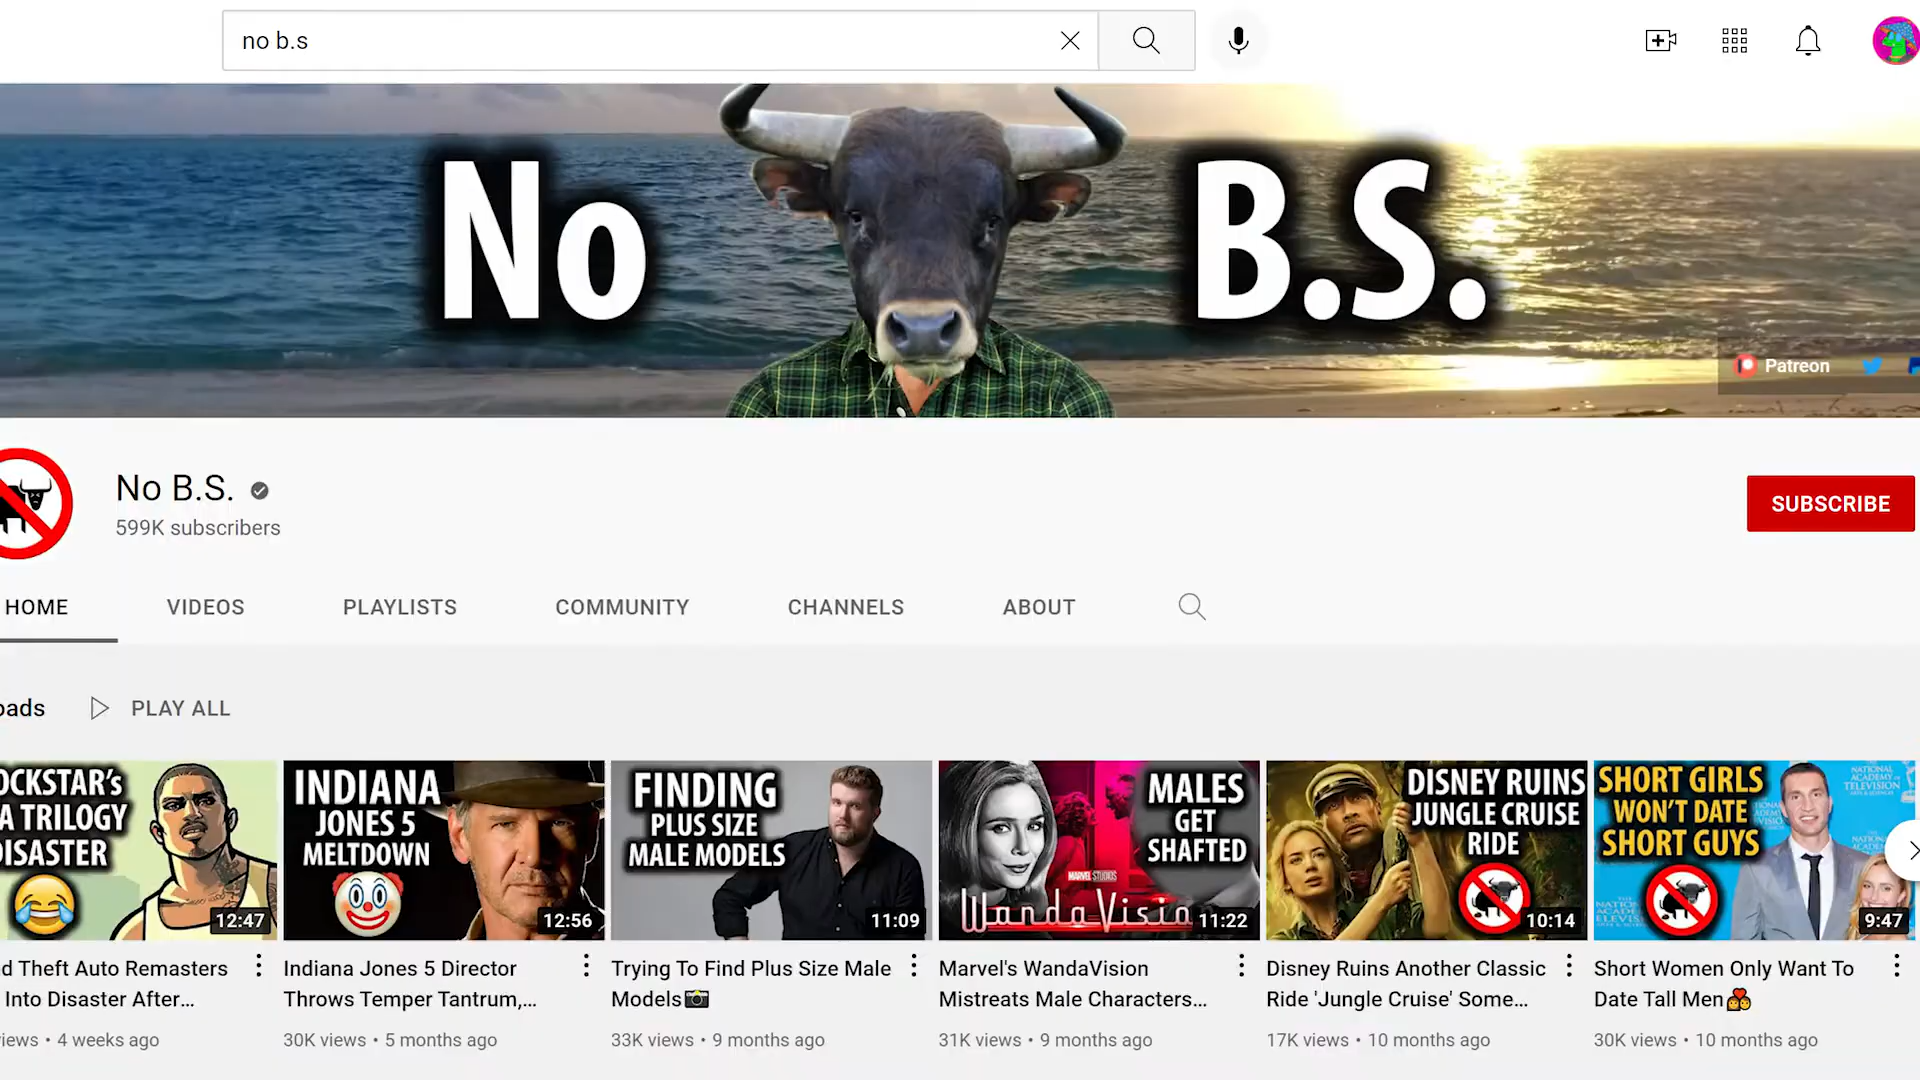 no b.s
No B.S.
Patreon
No B.S.
599K subscribers
SUBSCRIBE
HOME VIDEOS PLAYLISTS COMMUNITY CHANNELS ABOUT
PLAY ALL
TRILOGY
12:47
INDIANA
JONES 5
MELTDOWN
12:56
FINDING
PLUS SIZE
MALE MODELS
11:09
MALES
GET
SHAFTED
MARVEL STUDIOS
11:22
DISNEY RUINS
JUNGLE CRUISE
RIDE
10:14
SHORT GIRLS
WON'T DATE
SHORT GUYS
9:47
Theft Auto Remasters
Into Disaster After...
4 weeks ago
Indiana Jones 5 Director
Throws Temper Tantrum,...
30K views • 5 months ago
Trying To Find Plus Size Male
Models
33K views • 9 months ago
Marvel's WandaVision
Mistreats Male Characters...
31K views • 9 months ago
Disney Ruins Another Classic
Ride 'Jungle Cruise' Some...
17K views • 10 months ago
Short Women Only Want To
Date Tall Men
30K views • 10 months ago